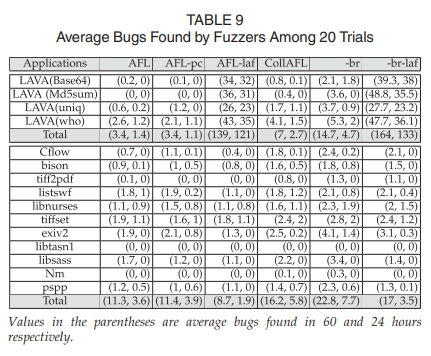 TABLE 9
Average Bugs Found by Fuzzers Among 20 Trials
Applications AFL AFL-pc AFL-laf CollAFL -br -br-laf
LAVA(Base64) (0.2, 0) (0.1, 0) (34, 32) (0.8, 0.1) (2.1, 1.8) (39.3, 38)
LAVA (Md5sum) (0, 0) (0, 0) (36, 31) (0.4, 0) (3.6, 0) (48.8, 35.5)
LAVA(uniq) (0.6, 0.2) (1.2, 0) (26, 23) (1.7, 1.1) (3.7, 0.9) (27.7, 23.2)
LAVA(who) (2.6, 1.2) (2.1, 1.1) (43, 35) (4.1, 1.5) (5.3, 2) (47.7, 36.1)
Total (3.4, 1.4) (3.4, 1.1) (139, 121) (7, 2.7) (14.7, 4.7) (164, 133)
Cflow (0.7, 0) (1.1, 0.1) (0.4, 0) (1.8, 0.1) (2.4, 0.2) (2.1, 0)
bison (0.9, 0.1) (1, 0.5) (0.8, 0) (1.6, 0.5) (1.8, 0.8) (1.5, 0)
tiff2pdf (0.1, 0) (0, 0) (0, 0) (0.8, 0) (1.3, 0) (1.1, 0)
listswf (1.8, 1) (1.9, 0.2) (1.1, 0) (1.8, 1.2) (2.1, 0.8) (2.1, 0.4)
libnurses (1.1, 0.9) (1.5, 0.8) (1.1, 0.8) (1.6, 1.1) (2.3, 1.9) (2, 1.5)
tiffset (1.9, 1.1) (1.6, 1) (1.8, 1.1) (2.4, 2) (2.8, 2) (2.4, 1.2)
exiv2 (1.9, 0) (2.1, 0.8) (1.3, 0) (2.5, 0.2) (4.1, 1.4) (3.1, 0.3)
libtasn1 (0, 0) (0, 0) (0, 0) (0, 0) (0, 0) (0, 0)
libsass (1.7, 0) (1.2, 0) (1.1, 0) (2.2, 0) (3.4, 0) (1.4, 0)
Nm (0, 0) (0, 0) (0, 0) (0.1, 0) (0, 0) (0, 0)
pspp (1.2, 0.5) (1, 0.6) (1.1, 0) (1.4, 0.7) (2.3, 0.6) (1.3, 0.1)
Total (11.3, 3.6) (11.4, 3.9) (8.7, 1.9) (16.2, 5.8) (22.8, 7.7) (17, 3.5)
Values in the parentheses are average bugs found in 60 and 24 hours
respectively.